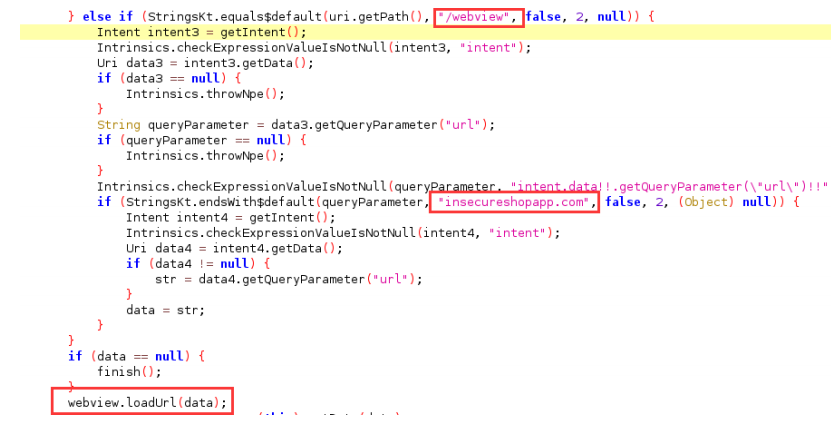 } else if (StringsKt.equals$default(uri.getPath(), "/webview", false, 2, null)) {
Intent intent3 = getIntent();
Intrinsics.checkExpressionValueIsNotNull(intent3, "intent");
Uri data3 = intent3.getData();
if (data3 == null) {
Intrinsics.throwNpe();
}
String queryParameter = data3.getQueryParameter("url");
if (queryParameter == null) {
Intrinsics.throwNpe();
}
Intrinsics.checkExpressionValueIsNotNull(queryParameter, "intent.data!!.getQueryParameter(\"url\")!!"
if (StringsKt.endsWith$default(queryParameter, "insecureshopapp.com", false, 2, (Object) null)) {
Intent intent4 = getIntent();
Intrinsics.checkExpressionValueIsNotNull(intent4, "intent");
Uri data4 = intent4.getData();
if (data4 != null) {
str = data4.getQueryParameter("url");
}
data = str;
}
}
if (data == null) {
finish();
}
webview.loadUrl(data);